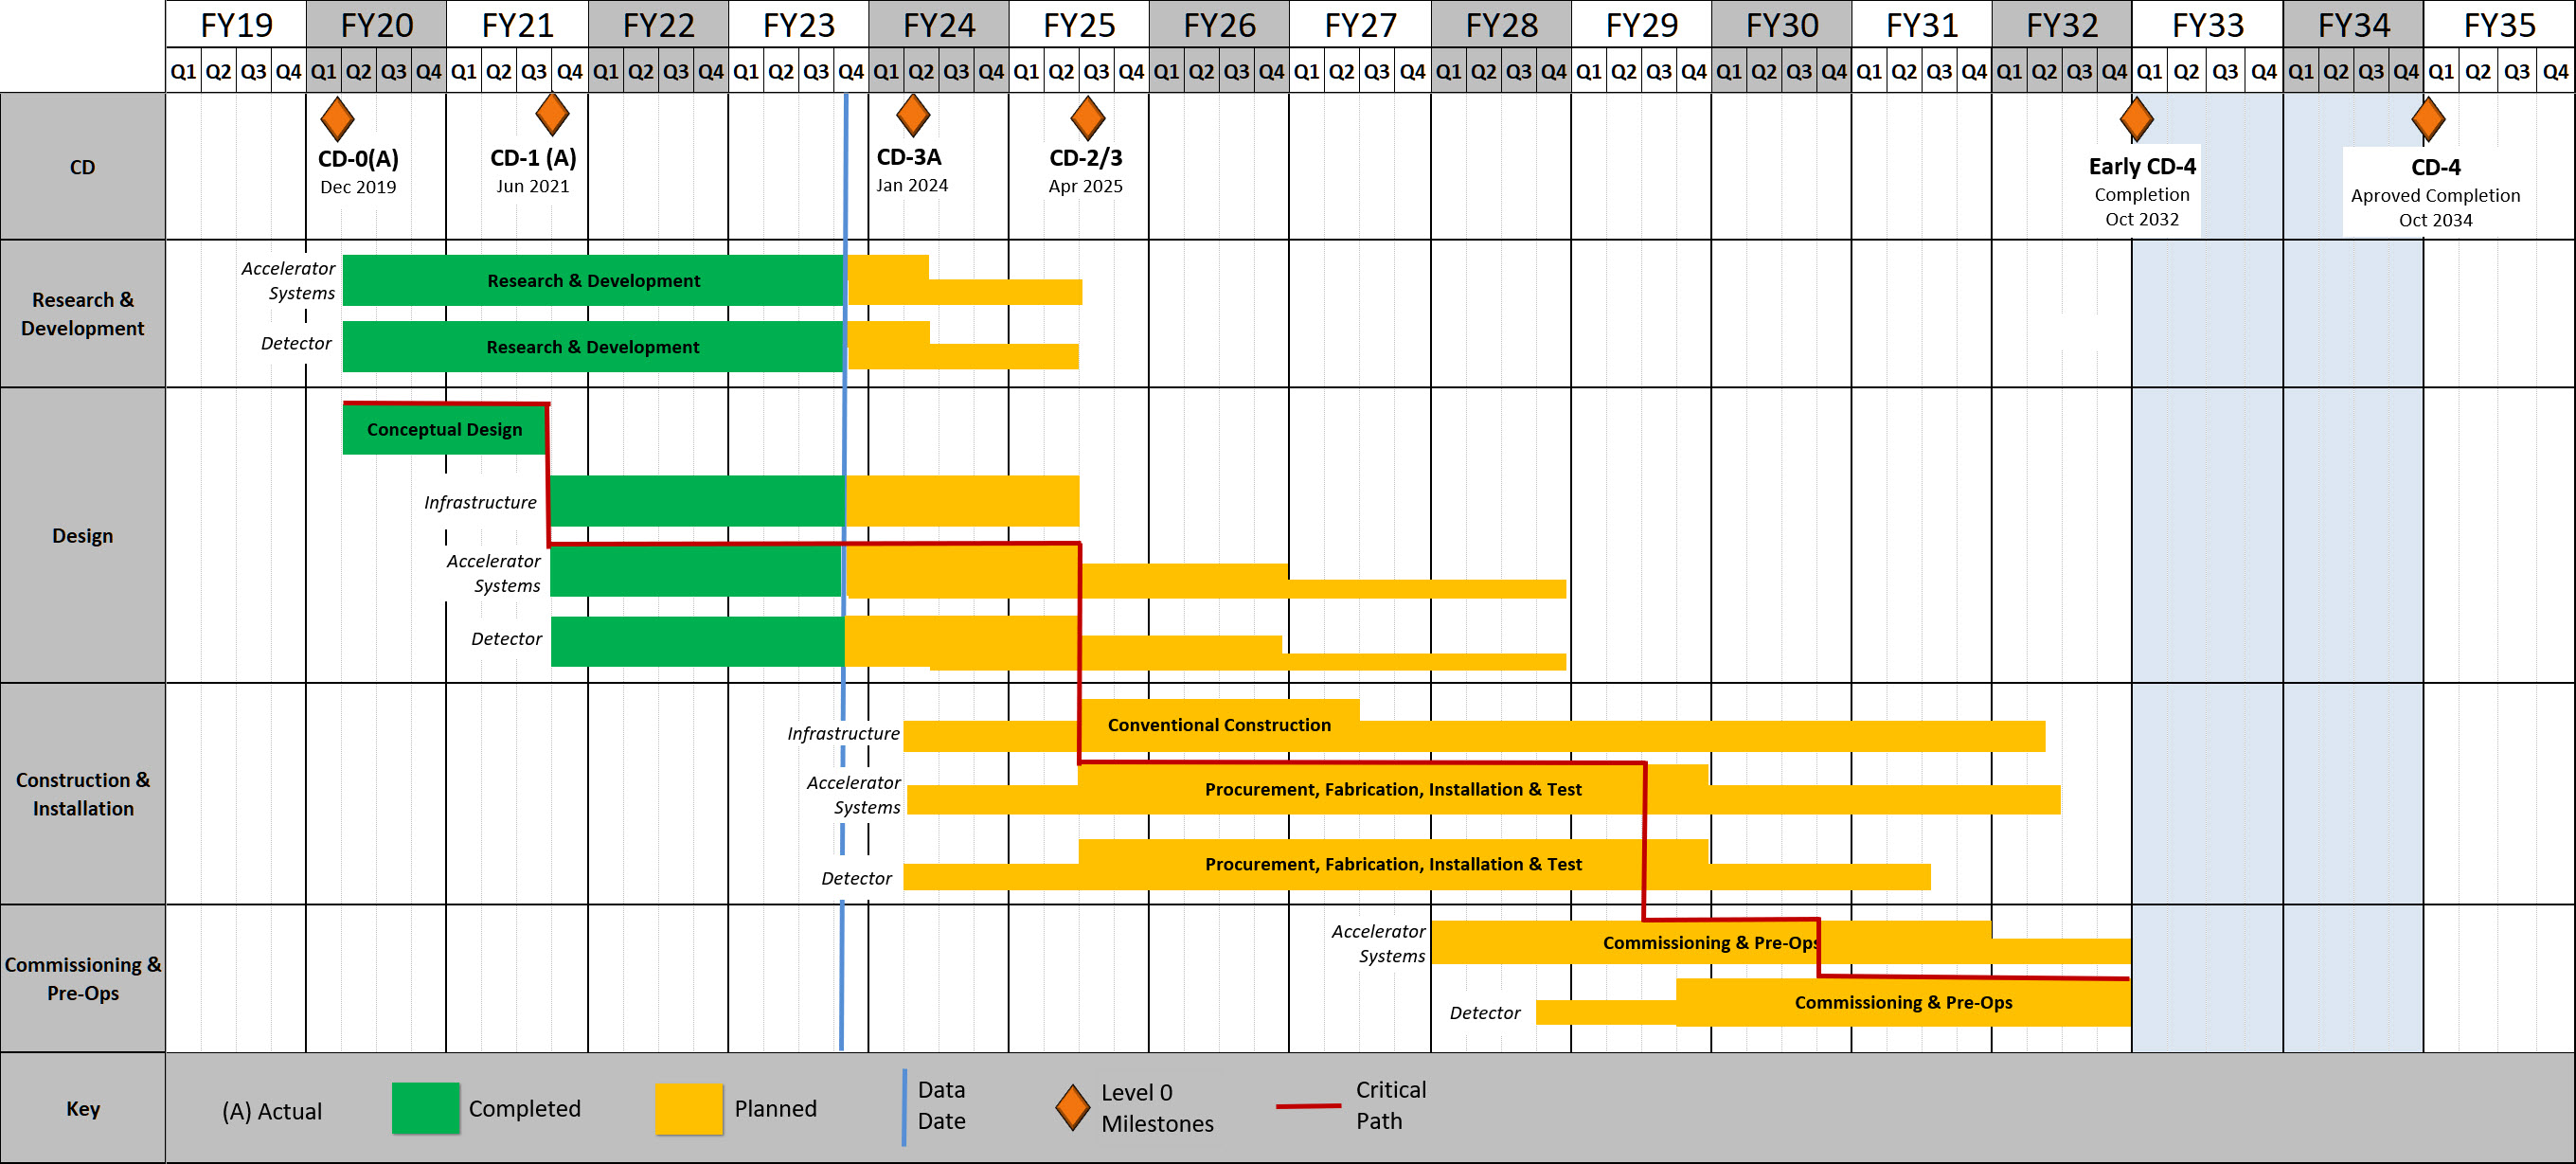 FY19 FY20 FY21 FY22 FY23 FY24 FY25 FY26 FY27 FY28 FY29 FY30 FY31 FY32 FY33 FY34 FY35
Q1 Q2 Q3 Q4 Q1 Q2 Q3 Q4 Q1 Q2 Q3 Q4 Q1 Q2 Q3 Q4 Q1 Q2 Q3 Q4 Q1 Q2 Q3 Q4 Q1 Q2 Q3 Q4 Q1 Q2 Q3 Q4 Q1 Q2 Q3 Q4 Q1 Q2 Q3 Q4 Q1 Q2 Q3 Q4 Q1 Q2 Q3 Q4 Q1 Q2 Q3 Q4 Q1 Q2 Q3 Q4 Q1 Q2 Q3 Q4 Q1 Q2 Q3 Q4 Q1 Q2 Q3 Q4
CD
CD-0(A)
Dec 2019
CD-1 (A)
Jun 2021
CD-3A
Jan 2024
CD-2/3
Apr 2025
Early CD-4
Completion
Oct 2032
CD-4
Aproved Completion
Oct 2034
Research &
Development
Accelerator
Systems
Research & Development
Detector
Research & Development
Design
Conceptual Design
Infrastructure
Accelerator
Systems
Detector
Construction &
Installation
Infrastructure
Conventional Construction
Accelerator
Systems
Procurement, Fabrication, Installation & Test
Detector
Procurement, Fabrication, Installation & Test
Commissioning &
Pre-Ops
Accelerator
Systems
Commissioning & Pre-Ops
Detector
Commissioning & Pre-Ops
Key
(A) Actual
Completed
Planned
Data
Date
Level 0
Milestones
Critical
Path